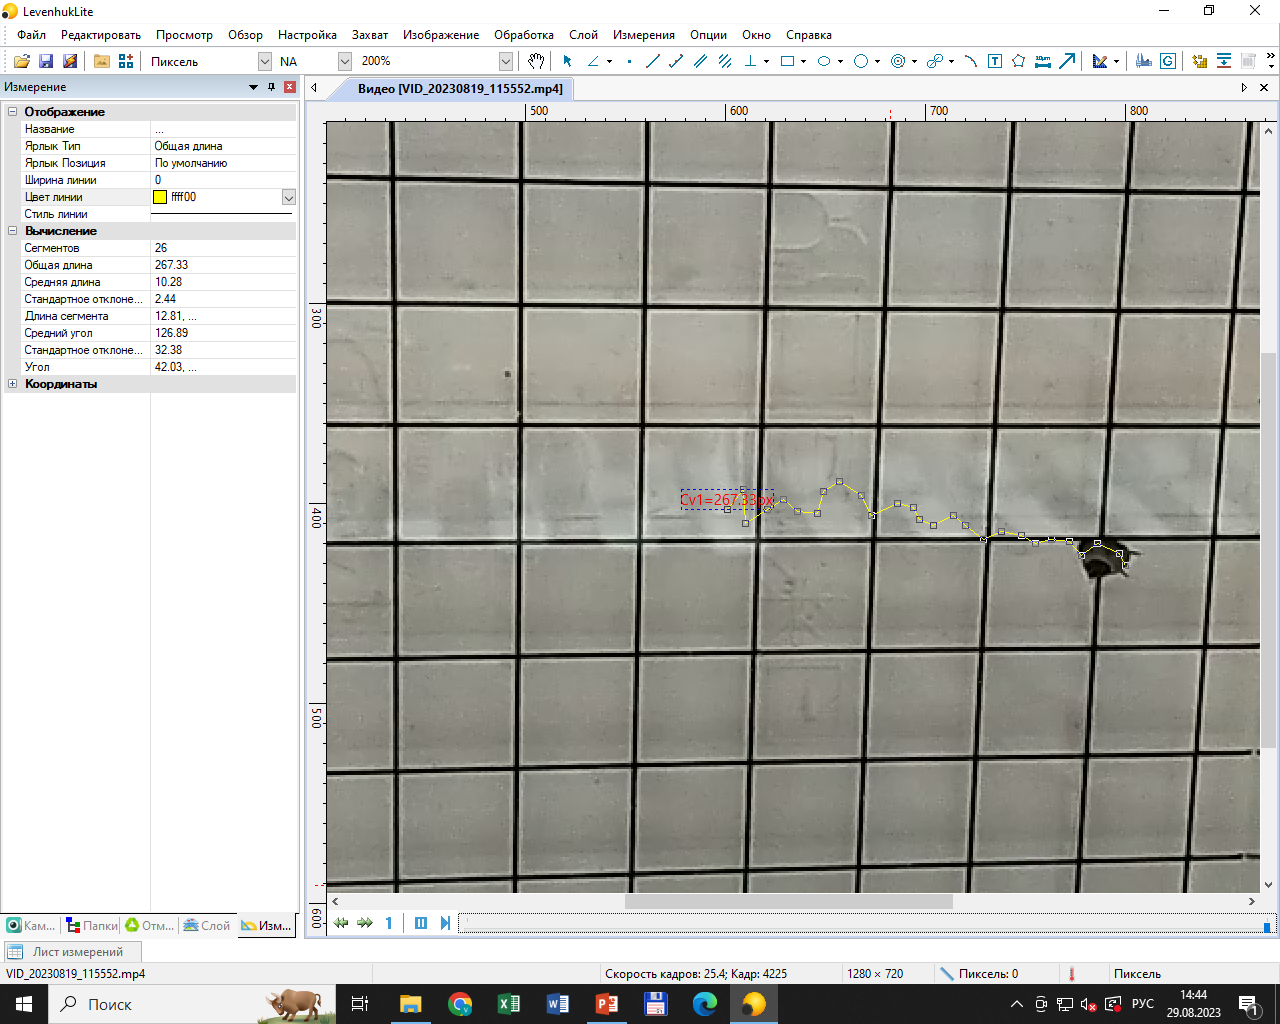 LevenhukLite
Файл Редактировать Просмотр Обзор Настройка Захват Изображение Обработка Слой Измерения Опции Окно Справка
Пиксель NA 200%
Измерение
Видео [VID_20230819_115552.mp4]
500 600 700 800
Отображение
Название ...
Ярлык Тип Общая длина
Ярлык Позиция По умолчанию
Ширина линии 0
Цвет линии ffff00
Стиль линии
Вычисление
Сегментов 26
Общая длина 267.33
Средняя длина 10.28
Стандартное отклоне... 2.44
Длина сегмента 12.81, ...
Средний угол 126.89
Стандартное отклоне... 32.38
Угол 42.03, ...
Координаты
300
400
500
600
Cv1=267.33px
1
Кам... Папки Отм... Слой Изм...
Лист измерений
VID_20230819_115552.mp4 Скорость кадров: 25.4; Кадр: 4225 1280 × 720 Пиксель: 0 Пиксель
Поиск
РУС
14:44
29.08.2023
1